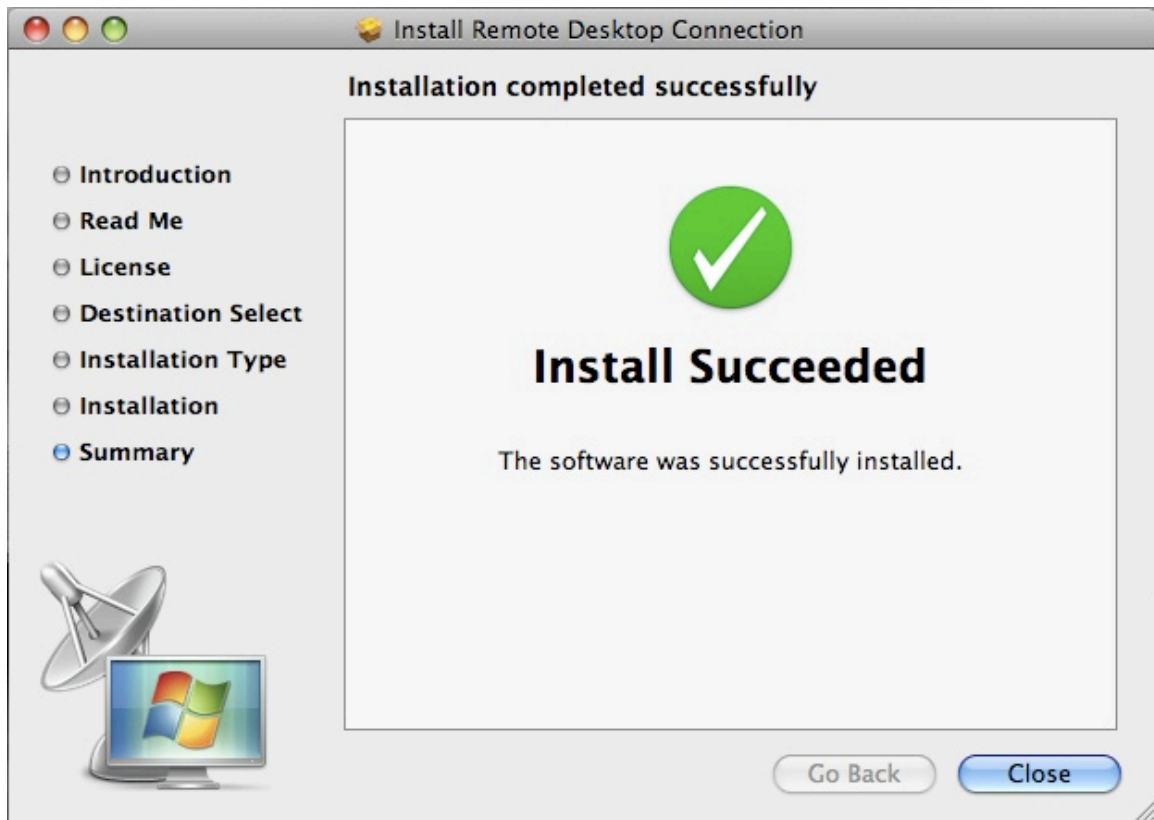 Install Remote Desktop Connection
Installation completed successfully
Introduction
Read Me
License
Destination Select
Installation Type
Installation
Summary
Install Succeeded
The software was successfully installed.
Go Back
Close